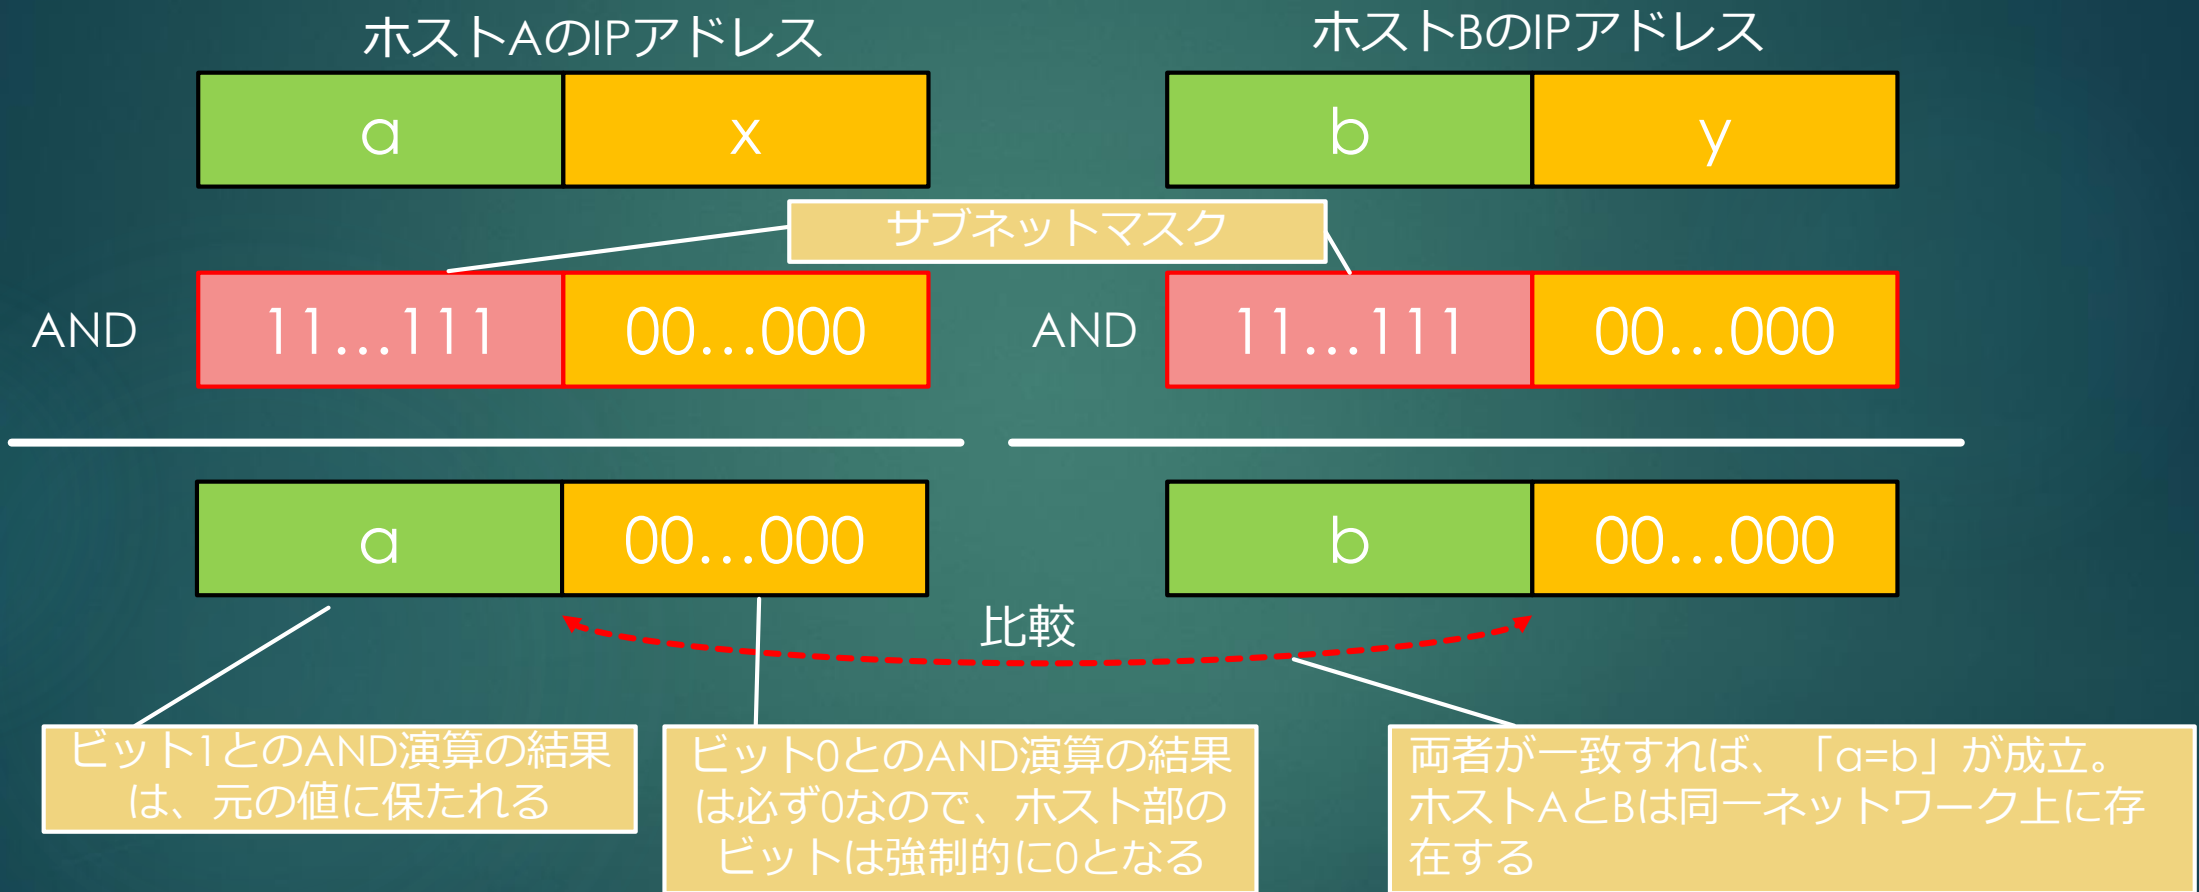 ホストAのIPアドレス
ホストBのIPアドレス
a
x
b
y
サブネットマスク
AND
11…111
00…000
AND
11…111
00…000
a
00…000
b
00…000
比較
ビット1とのAND演算の結果
は、元の値に保たれる
ビット0とのAND演算の結果
は必ず0なので、ホスト部の
ビットは強制的に0となる
両者が一致すれば、「a=b」が成立。
ホストAとBは同一ネットワーク上に存
在する